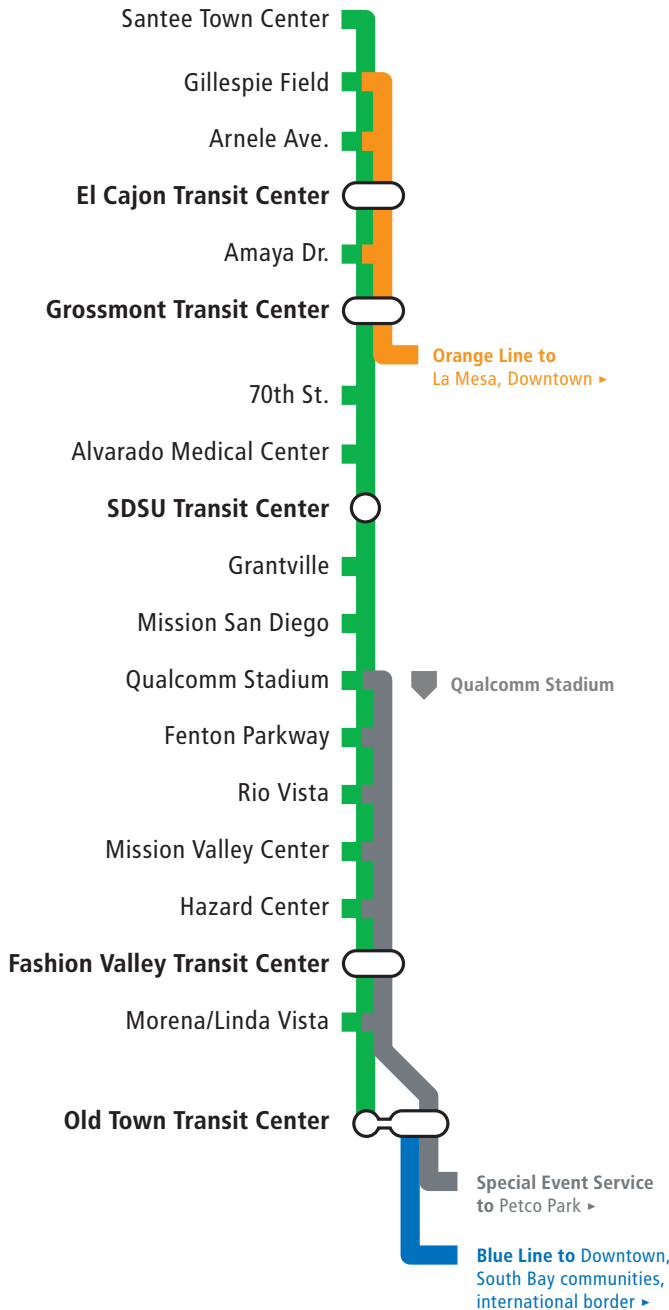 Santee Town Center
Gillespie Field
Arnele Ave.
El Cajon Transit Center
Amaya Dr.
Grossmont Transit Center
Orange Line to
La Mesa, Downtown ►
70th St.
Alvarado Medical Center
SDSU Transit Center
Grantville
Mission San Diego
Qualcomm Stadium
Qualcomm Stadium
Fenton Parkway
Rio Vista
Mission Valley Center
Hazard Center
Fashion Valley Transit Center
Morena/Linda Vista
Old Town Transit Center
Special Event Service
to Petco Park ►
Blue Line to Downtown,
South Bay communities,
international border ►